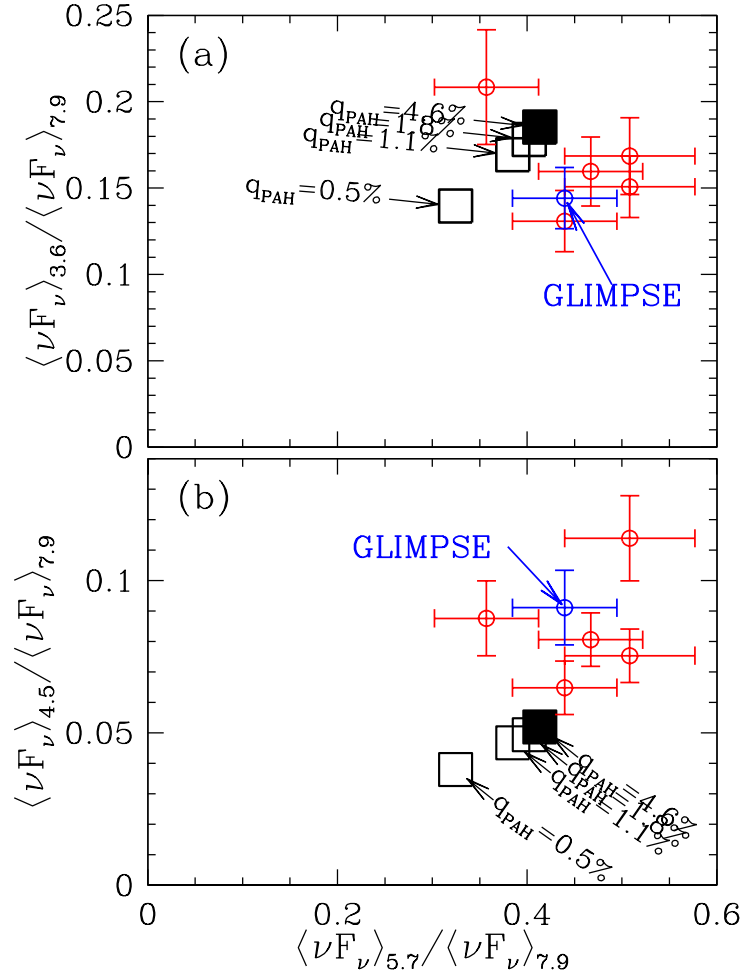 0.25
(a)
q_PAH=4.6%
0.2
q_PAH=1.8%
q_PAH=1.1%
0.15
q_PAH=0.5%
⟨νF_ν⟩_3.6/⟨νF_ν⟩_7.9
0.1
GLIMPSE
0.05
0
(b)
GLIMPSE
0.1
⟨νF_ν⟩_4.5/⟨νF_ν⟩_7.9
0.05
q_PAH=4.6%
q_PAH=1.8%
q_PAH=1.1%
q_PAH=0.5%
0
0 0.2 0.4 0.6
⟨νF_ν⟩_5.7/⟨νF_ν⟩_7.9